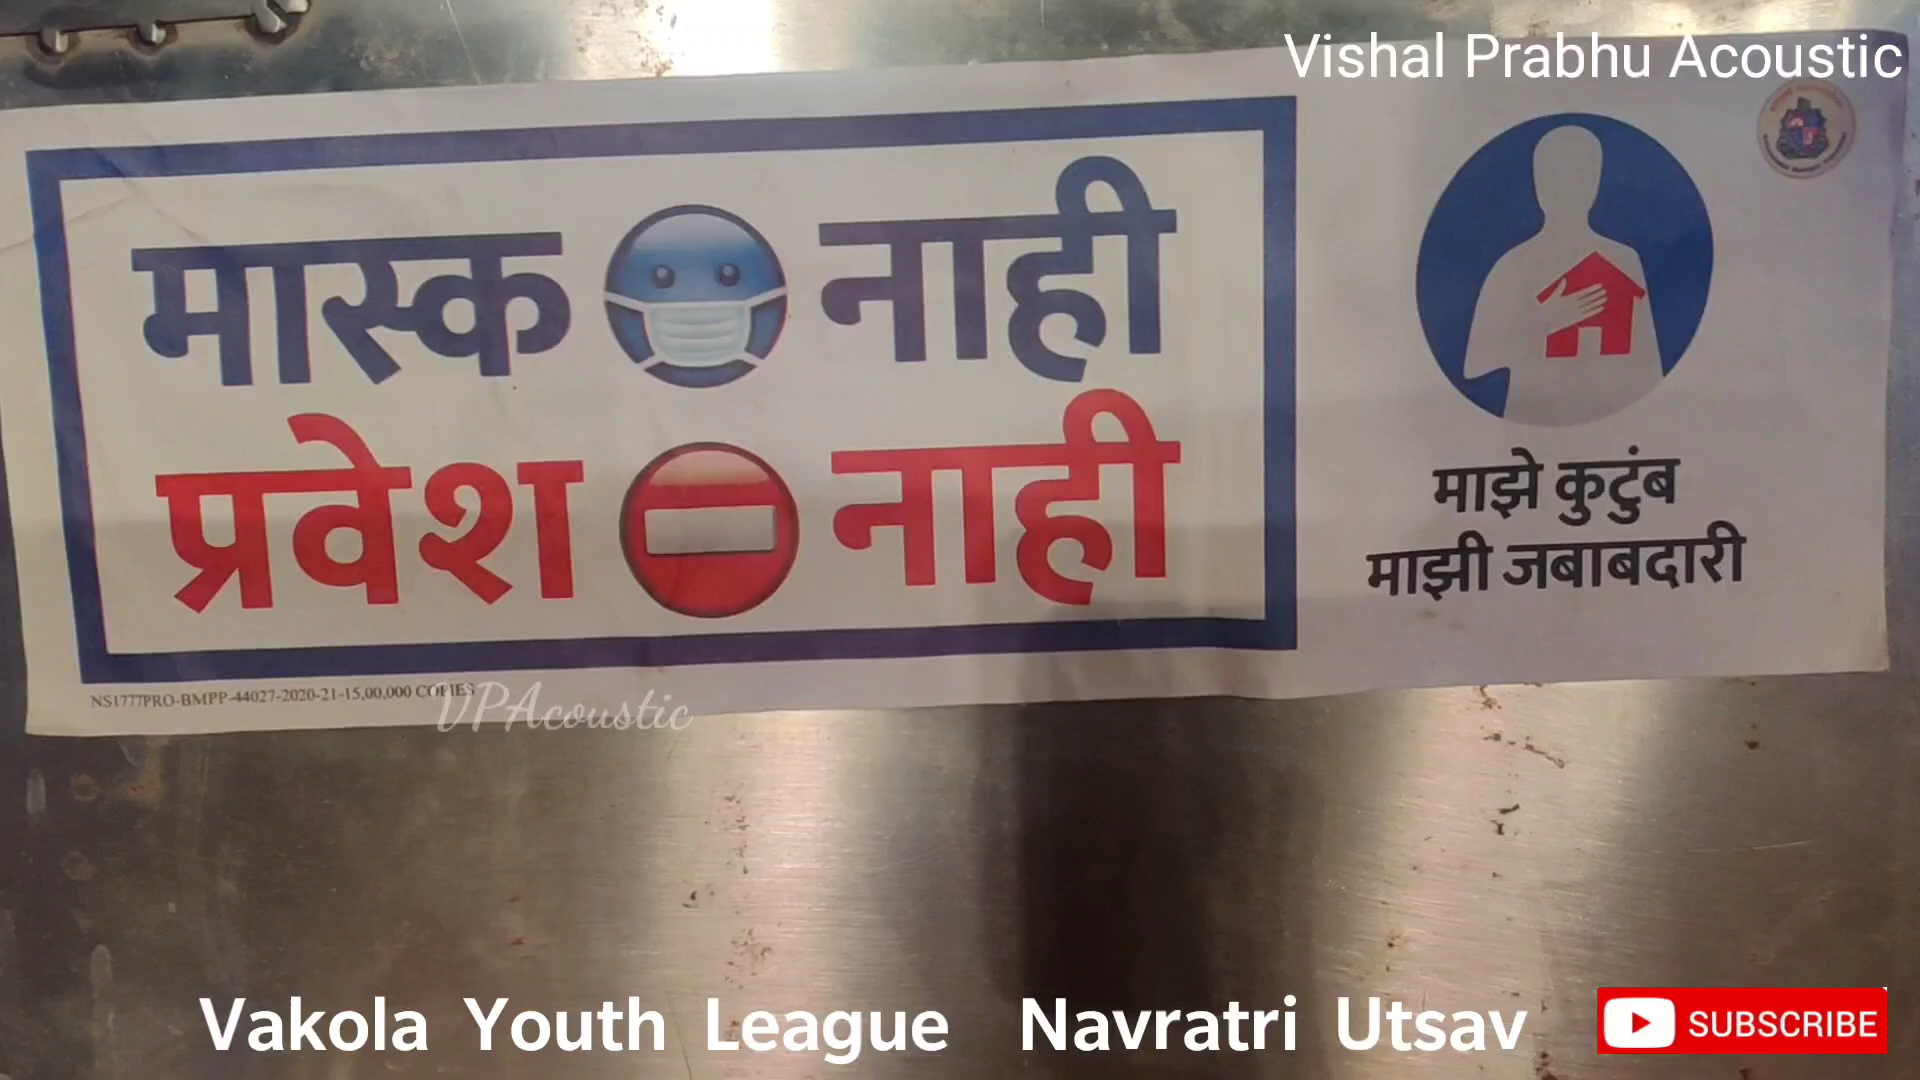 Vishal Prabhu Acoustic
मास्क नाही
प्रवेश नाही
माझे कुटुंब
माझी जबाबदारी
NS1777PRO-BMPP-44027-2020-21-15,00,000 COPIES
VPAcoustic
Vakola Youth League Navratri Utsav
SUBSCRIBE